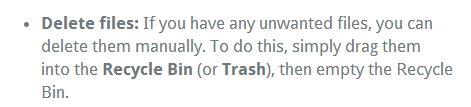 • Delete files: If you have any unwanted files, you can
delete them manually. To do this, simply drag them
into the Recycle Bin (or Trash), then empty the Recycle
Bin.